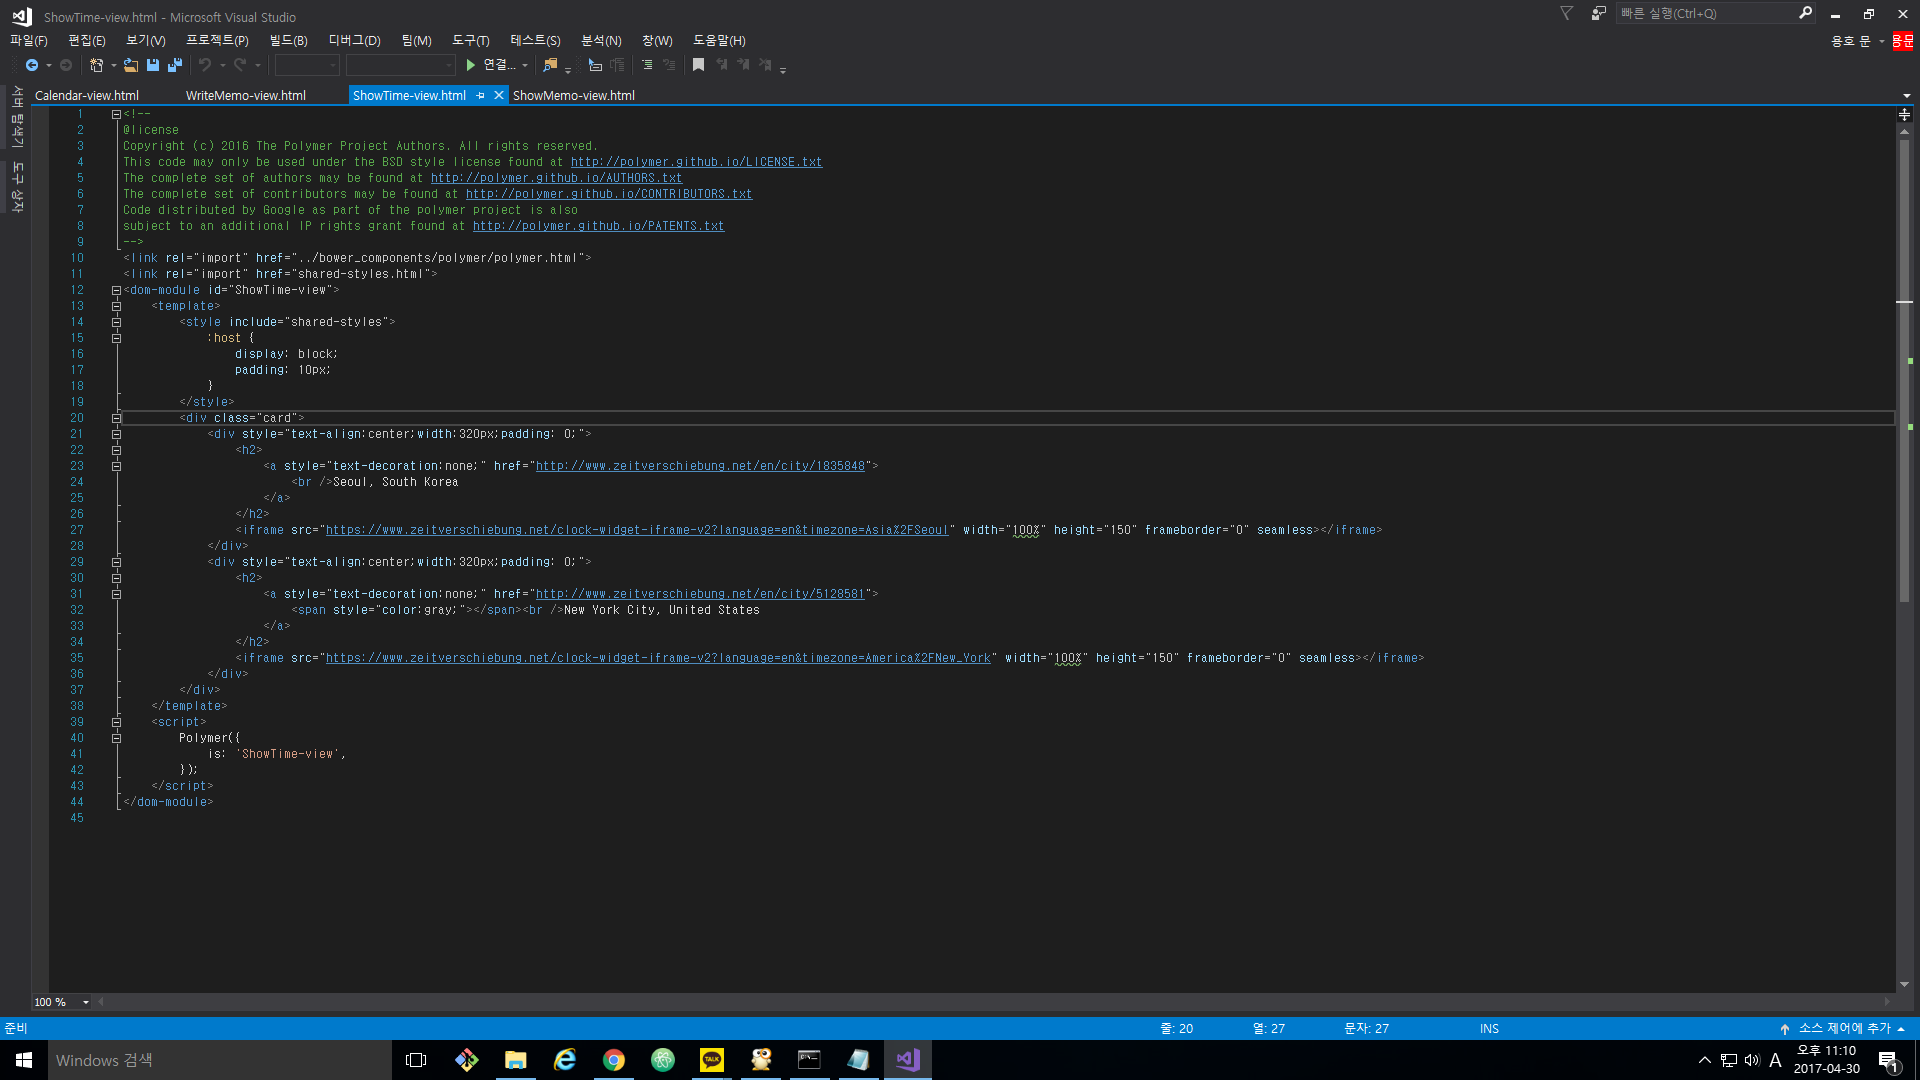 ShowTime-view.html - Microsoft Visual Studio
빠른 실행(Ctrl+Q)
파일(F) 편집(E) 보기(V) 프로젝트(P) 빌드(B) 디버그(D) 팀(M) 도구(T) 테스트(S) 분석(N) 창(W) 도움말(H)
용호 문 용문
연결...
서버 탐색기
도구 상자
Calendar-view.html WriteMemo-view.html ShowTime-view.html ShowMemo-view.html
1 <!--
2 @license
3 Copyright (c) 2016 The Polymer Project Authors. All rights reserved.
4 This code may only be used under the BSD style license found at http://polymer.github.io/LICENSE.txt
5 The complete set of authors may be found at http://polymer.github.io/AUTHORS.txt
6 The complete set of contributors may be found at http://polymer.github.io/CONTRIBUTORS.txt
7 Code distributed by Google as part of the polymer project is also
8 subject to an additional IP rights grant found at http://polymer.github.io/PATENTS.txt
9 -->
10 <link rel="import" href="../bower_components/polymer/polymer.html">
11 <link rel="import" href="shared-styles.html">
12 <dom-module id="ShowTime-view">
13 <template>
14 <style include="shared-styles">
15 :host {
16 display: block;
17 padding: 10px;
18 }
19 </style>
20 <div class="card">
21 <div style="text-align:center;width:320px;padding: 0;">
22 <h2>
23 <a style="text-decoration:none;" href="http://www.zeitverschiebung.net/en/city/1835848">
24 <br />Seoul, South Korea
25 </a>
26 </h2>
27 <iframe src="https://www.zeitverschiebung.net/clock-widget-iframe-v2?language=en&timezone=Asia%2FSeoul" width="100%" height="150" frameborder="0" seamless></iframe>
28 </div>
29 <div style="text-align:center;width:320px;padding: 0;">
30 <h2>
31 <a style="text-decoration:none;" href="http://www.zeitverschiebung.net/en/city/5128581">
32 <span style="color:gray;"></span><br />New York City, United States
33 </a>
34 </h2>
35 <iframe src="https://www.zeitverschiebung.net/clock-widget-iframe-v2?language=en&timezone=America%2FNew_York" width="100%" height="150" frameborder="0" seamless></iframe>
36 </div>
37 </div>
38 </template>
39 <script>
40 Polymer({
41 is: 'ShowTime-view',
42 });
43 </script>
44 </dom-module>
45
100 %
준비 줄: 20 열: 27 문자: 27 INS 소스 제어에 추가
Windows 검색
TALK
A
오후 11:10
2017-04-30
1